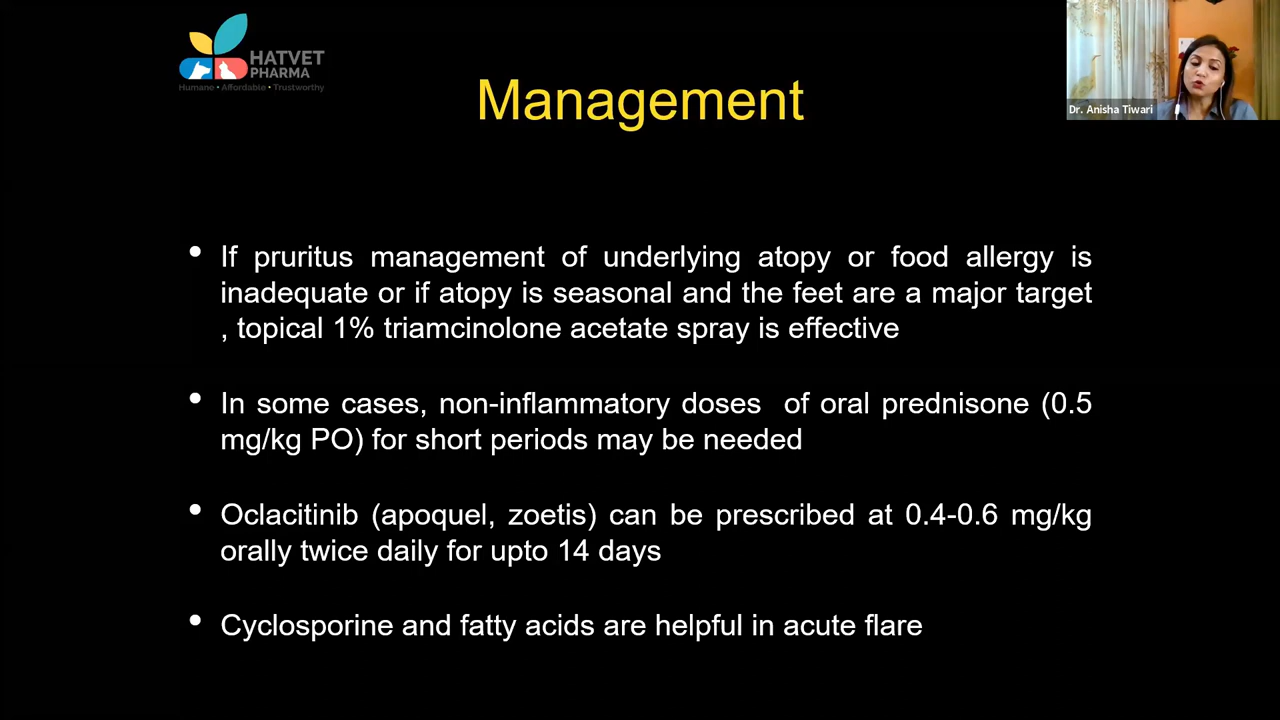 HATVET
PHARMA
Humane • Affordable • Trustworthy
Dr. Anisha Tiwari
Management
• If pruritus management of underlying atopy or food allergy is
inadequate or if atopy is seasonal and the feet are a major target
, topical 1% triamcinolone acetate spray is effective
• In some cases, non-inflammatory doses of oral prednisone (0.5
mg/kg PO) for short periods may be needed
• Oclacitinib (apoquel, zoetis) can be prescribed at 0.4-0.6 mg/kg
orally twice daily for upto 14 days
• Cyclosporine and fatty acids are helpful in acute flare